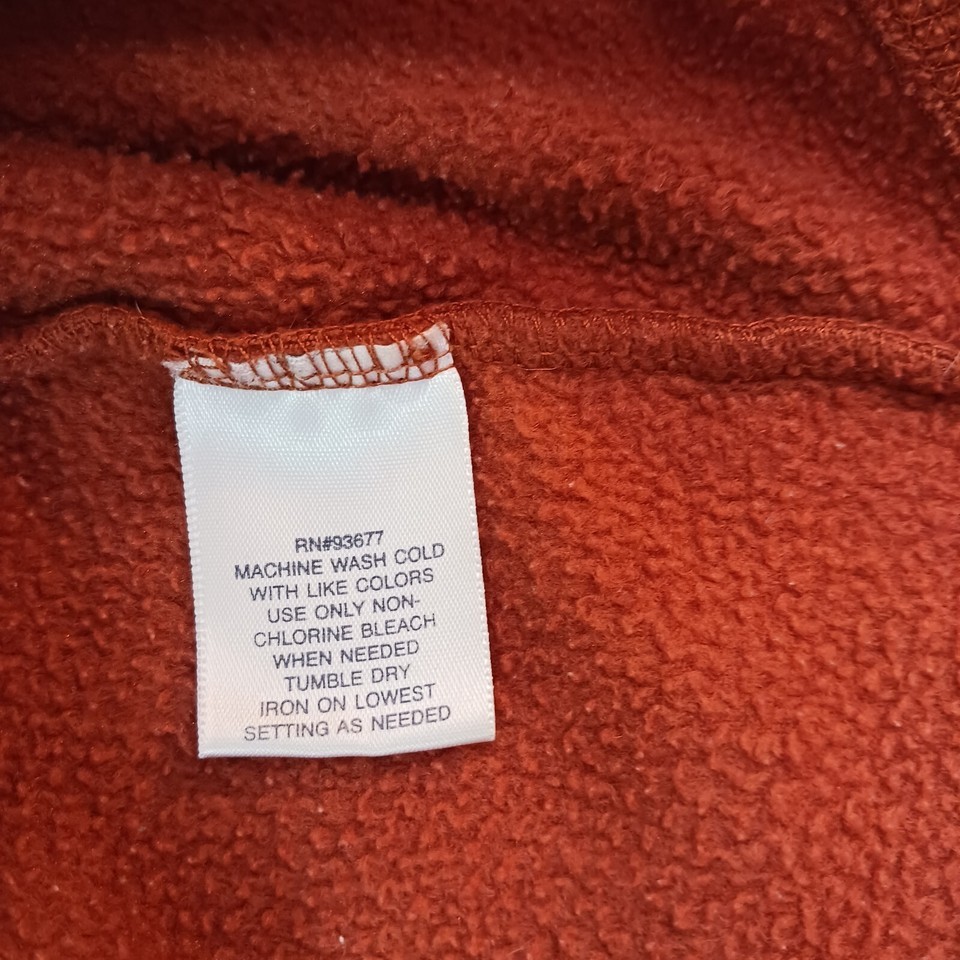 RN#93677
MACHINE WASH COLD
WITH LIKE COLORS
USE ONLY NON-
CHLORINE BLEACH
WHEN NEEDED
TUMBLE DRY
IRON ON LOWEST
SETTING AS NEEDED